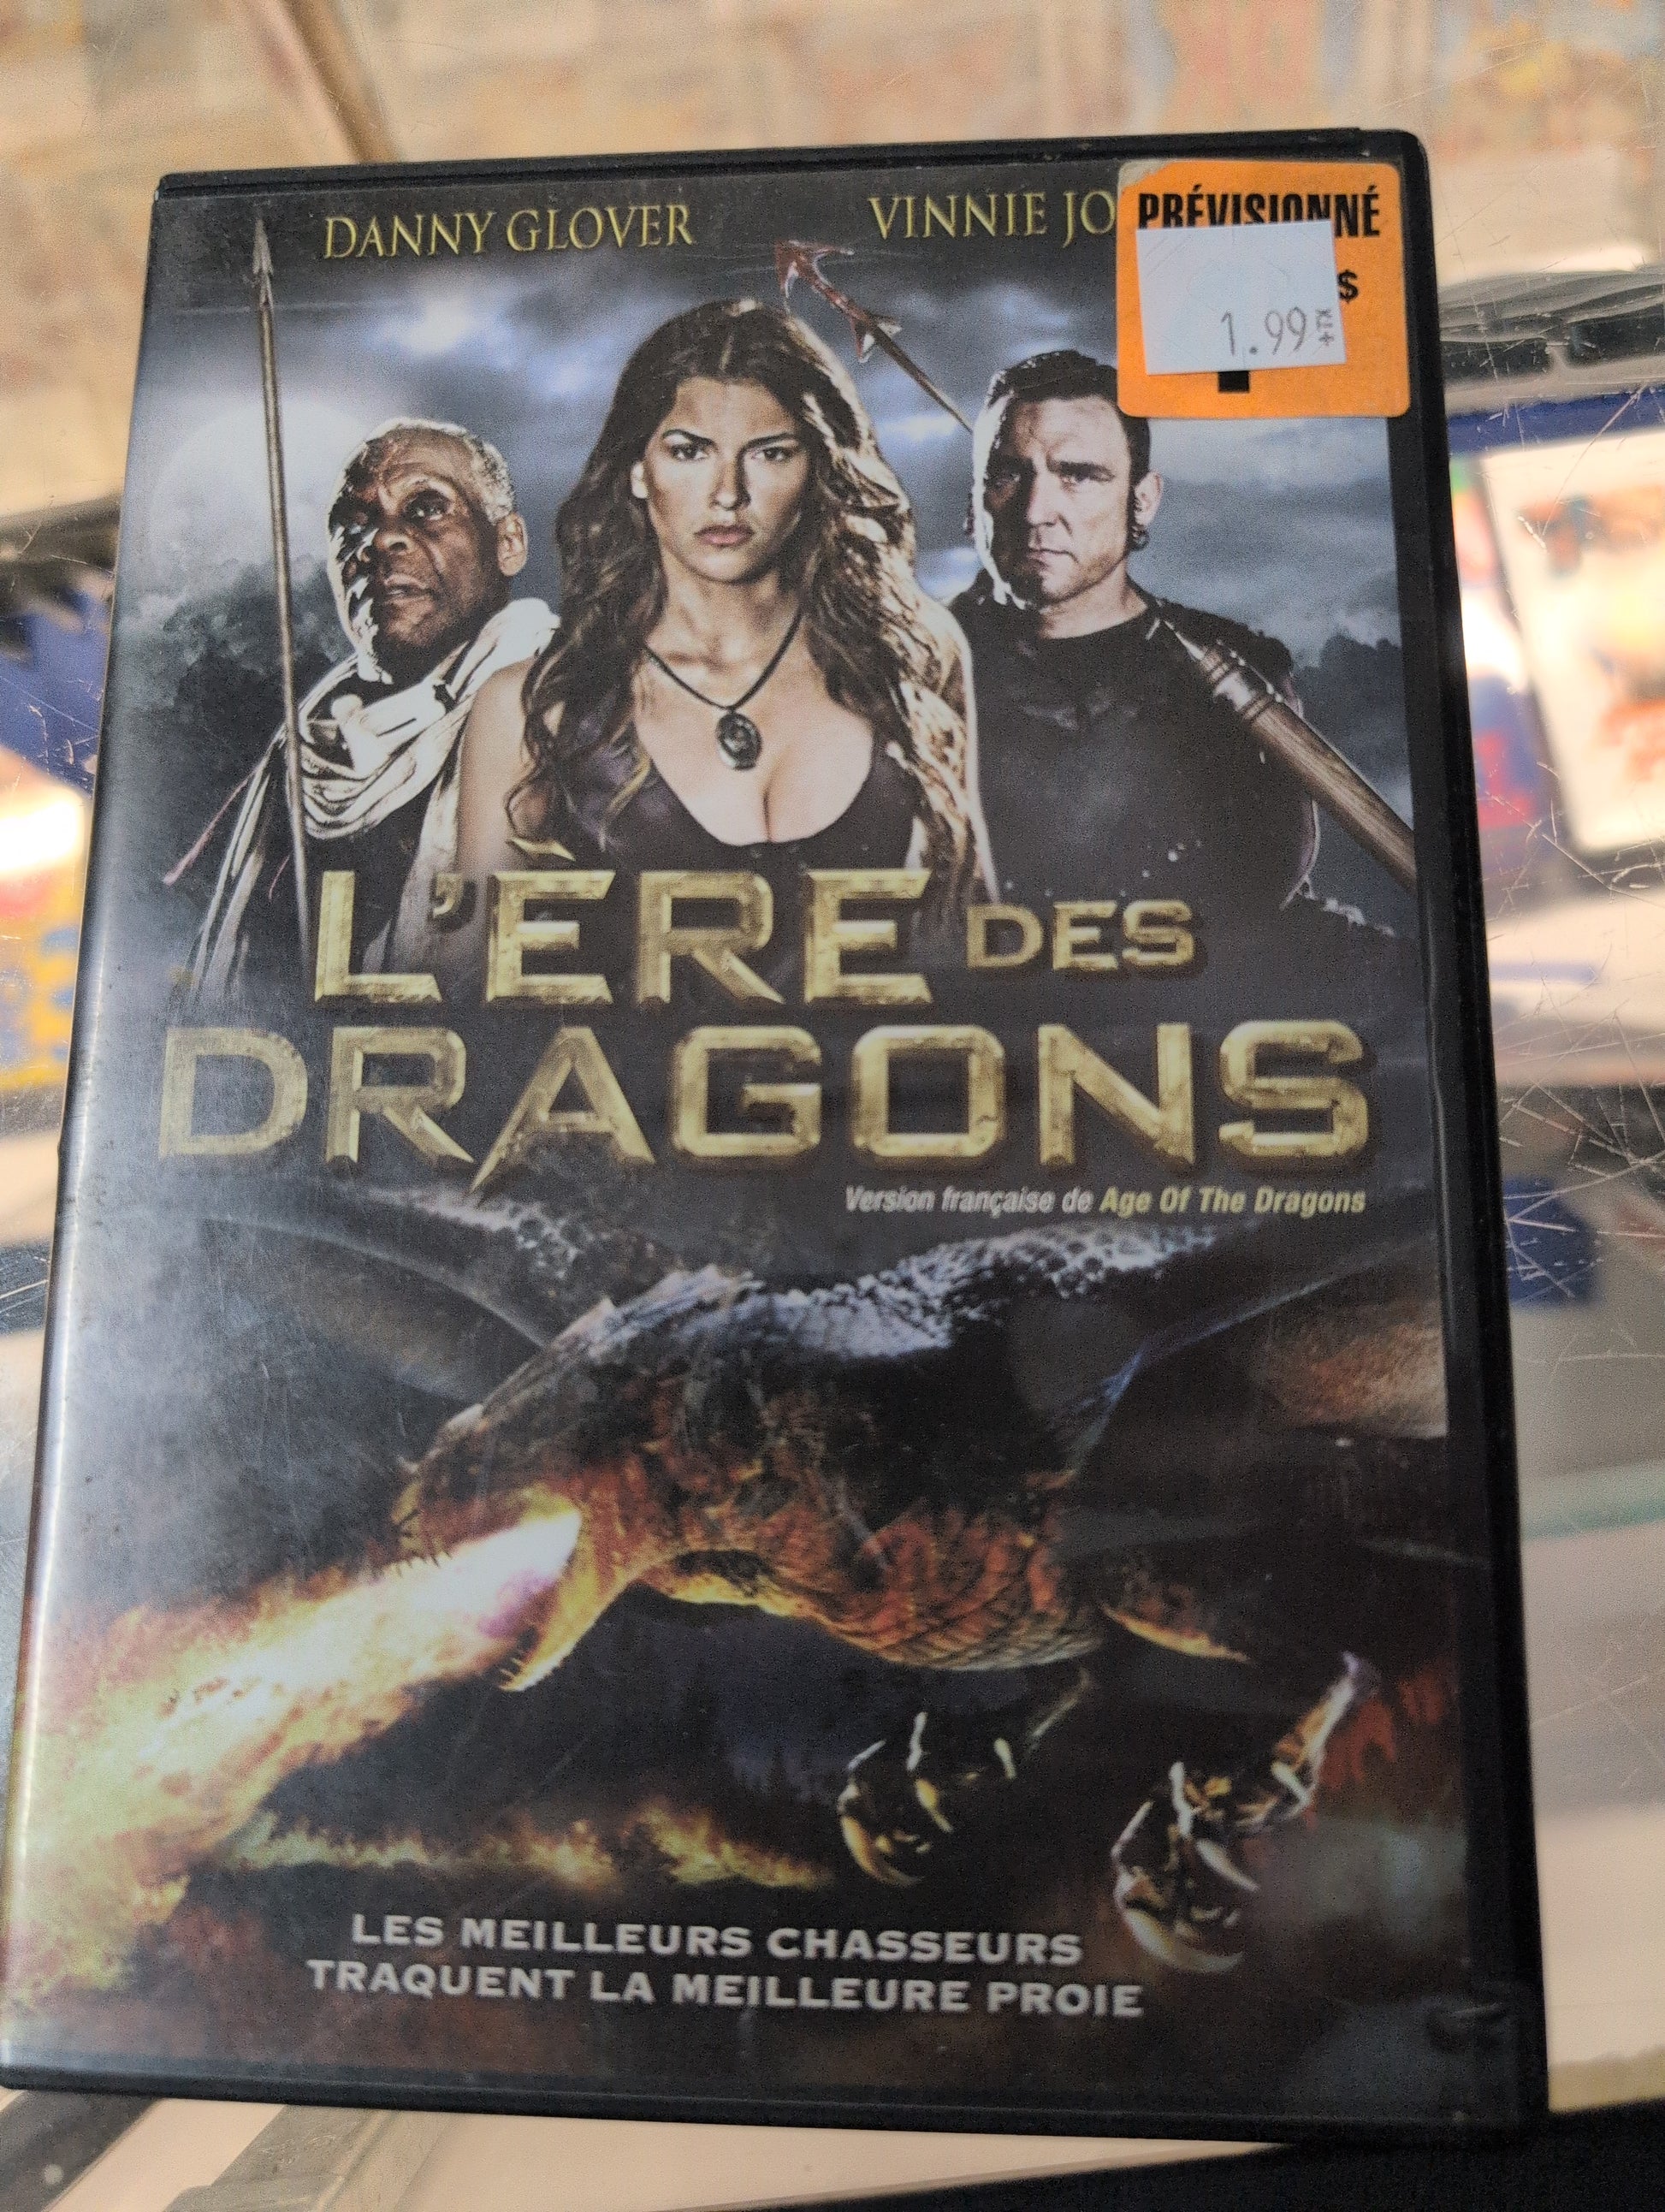 DANNY GLOVER
VINNIE JO
PRÉVISIONNÉ
$
1.99 +TX
L'ÈRE DES
DRAGONS
Version française de Age Of The Dragons
LES MEILLEURS CHASSEURS
TRAQUENT LA MEILLEURE PROIE